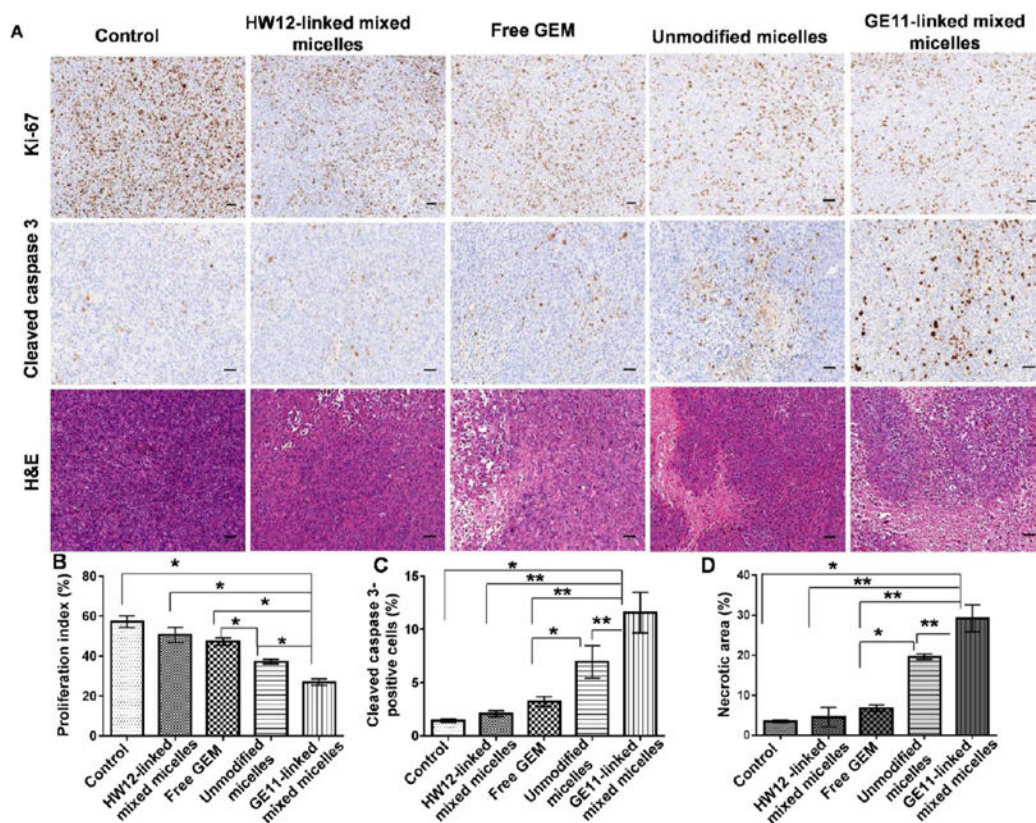 A
Control
HW12-linked mixed
micelles
Free GEM
Unmodified micelles
GE11-linked mixed
micelles
Ki-67
Cleaved caspase 3
H&E
B
Proliferation index (%)
80
60
40
20
0
*
*
*
*
*
Control
HW12-linked
mixed micelles
Free GEM
Unmodified
micelles
GE11-linked
mixed micelles
C
Cleaved caspase 3-
positive cells (%)
15
10
5
0
*
**
**
*
**
Control
HW12-linked
mixed micelles
Free GEM
Unmodified
micelles
GE11-linked
mixed micelles
D
Necrotic area (%)
40
30
20
10
0
*
**
**
*
**
Control
HW12 -linked
mixed micelles
Free GEM
Unmodified
micelles
GE11-linked
mixed micelles